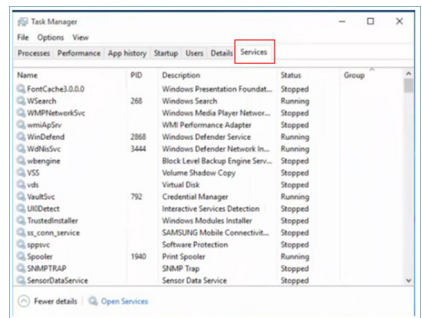 Task Manager
File Options View
Processes Performance App history Startup Users Details Services
Name PID Description Status Group
FontCache3.0.0.0 Windows Presentation Foundat... Stopped
WSearch 268 Windows Search Running
WMPNetworkSvc Windows Media Player Networ... Stopped
wmiApSrv WMI Performance Adapter Stopped
WinDefend 2868 Windows Defender Service Running
WdNisSvc 3444 Windows Defender Network In... Running
wbengine Block Level Backup Engine Serv... Stopped
VSS Volume Shadow Copy Stopped
vds Virtual Disk Stopped
VaultSvc 792 Credential Manager Running
UI0Detect Interactive Services Detection Stopped
TrustedInstaller Windows Modules Installer Stopped
ss_conn_service SAMSUNG Mobile Connectivit... Stopped
sppsvc Software Protection Stopped
Spooler 1940 Print Spooler Running
SNMPTRAP SNMP Trap Stopped
SensorDataService Sensor Data Service Stopped
Fewer details Open Services